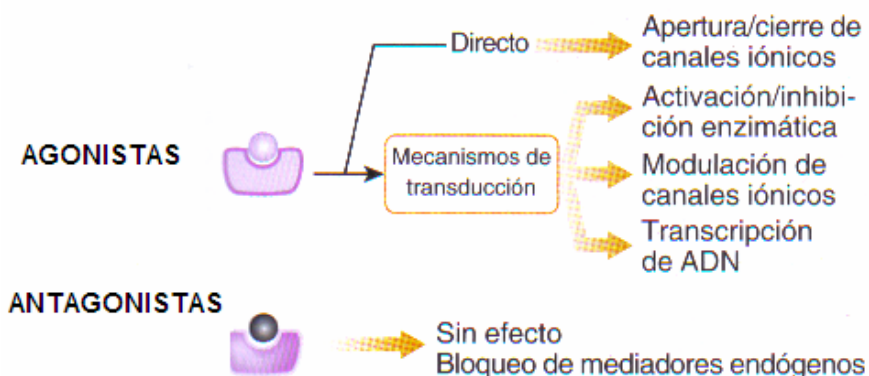 AGONISTAS
Directo
Apertura/cierre de
canales iónicos
Mecanismos de
transducción
Activación/inhibi-
ción enzimática
Modulación de
canales iónicos
Transcripción
de ADN
ANTAGONISTAS
Sin efecto
Bloqueo de mediadores endógenos